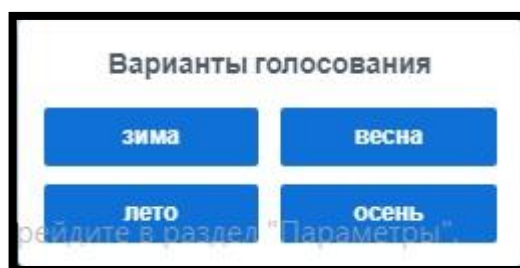 Варианты голосования
зима весна
лето осень
рейдите в раздел "Параметры".